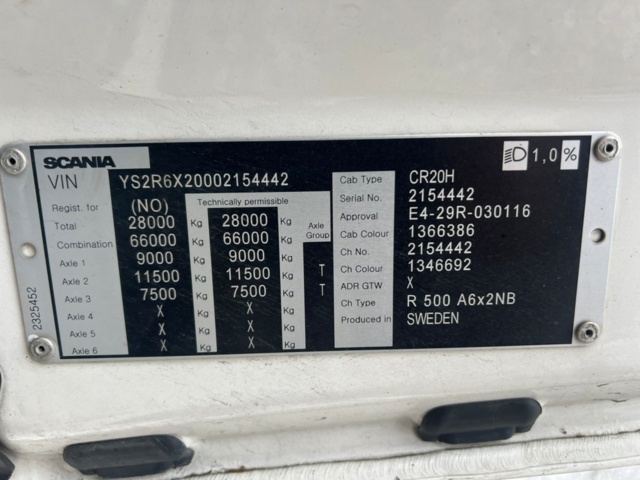 SCANIA
1,0 %
VIN YS2R6X20002154442
Regist. for (NO) Technically permissible
Total 28000 Kg 28000 Kg Axle Group
Combination 66000 Kg 66000 Kg
Axle 1 9000 Kg 9000 Kg
Axle 2 11500 Kg 11500 Kg T
Axle 3 7500 Kg 7500 Kg T
Axle 4 X Kg X Kg
Axle 5 X Kg X Kg
Axle 6 X Kg X Kg
Cab Type CR20H
Serial No. 2154442
Approval E4-29R-030116
Cab Colour 1366386
Ch No. 2154442
Ch Colour 1346692
ADR GTW X
Ch Type R 500 A6x2NB
Produced in SWEDEN
2325452